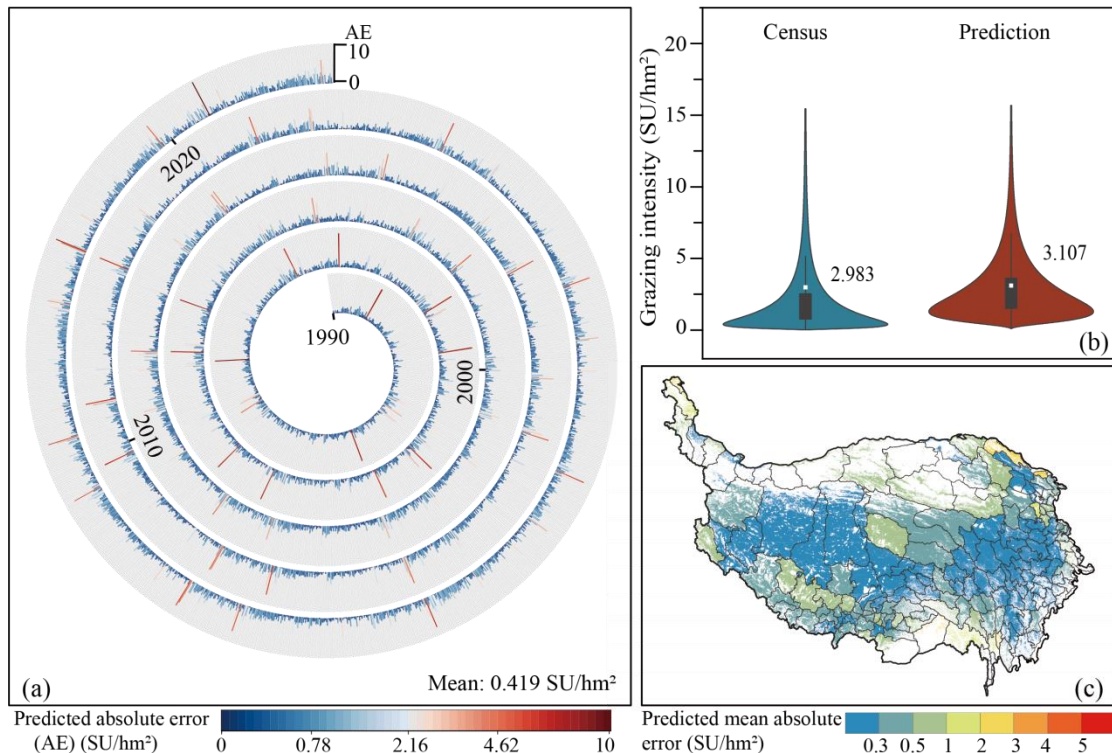 AE
10
0
2020
1990
2000
2010
(a)
Mean: 0.419 SU/hm²
Predicted absolute error
(AE) (SU/hm²)
0
0.78
2.16
4.62
10
Census
Prediction
Grazing intensity (SU/hm²)
20
15
10
5
0
2.983
3.107
(b)
(c)
Predicted mean absolute
error (SU/hm²)
0.3 0.5 1 2 3 4 5